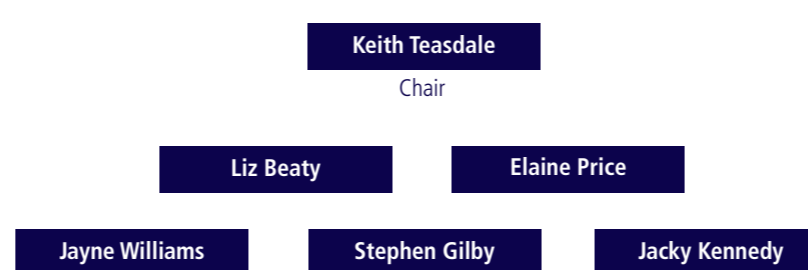 Keith Teasdale
Chair
Liz Beaty
Elaine Price
Jayne Williams
Stephen Gilby
Jacky Kennedy